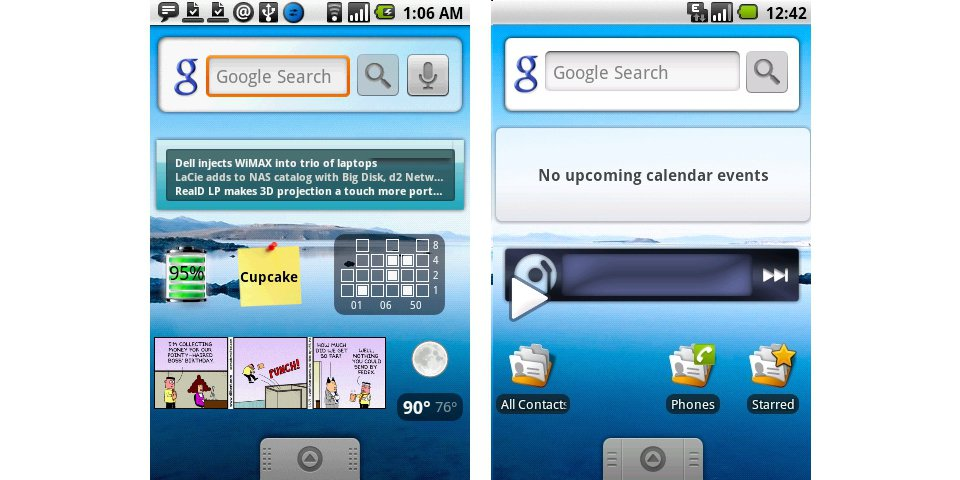 1:06 AM
g
Google Search
Dell injects WiMAX into trio of laptops
LaCie adds to NAS catalog with Big Disk, d2 Netw...
RealD LP makes 3D projection a touch more port...
95%
Cupcake
8
4
2
1
01 06 50
I'M COLLECTING
MONEY FOR OUR
POINTY-HAIRED
BOSS' BIRTHDAY.
PUNCH!
HOW MUCH
DID WE GET
SO FAR?
WELL,
NOTHING
YOU COULD
SEND BY
FEDEX.
90° 76°
E
12:42
g
Google Search
No upcoming calendar events
All Contacts
Phones
Starred